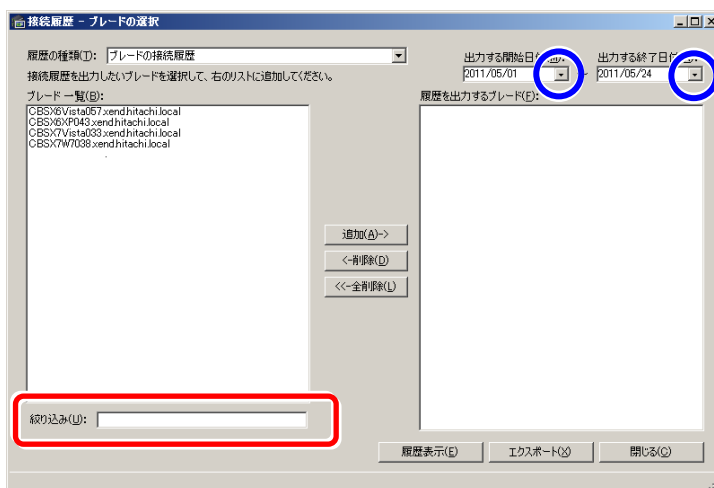 接続履歴 - ブレードの選択
履歴の種類(T): ブレードの接続履歴
出力する開始日 出力する終了日
接続履歴を出力したいブレードを選択して、右のリストに追加してください。
2011/05/01 ~ 2011/05/24
ブレード 一覧(B):
履歴を出力するブレード(F):
CBSX6Vista057.xend.hitachi.local
CBSX6XP043.xend.hitachi.local
CBSX7Vista033.xend.hitachi.local
CBSX7W7038.xend.hitachi.local
追加(A)->
<-削除(D)
<<-全削除(L)
絞り込み(U):
履歴表示(E) エクスポート(X) 閉じる(C)